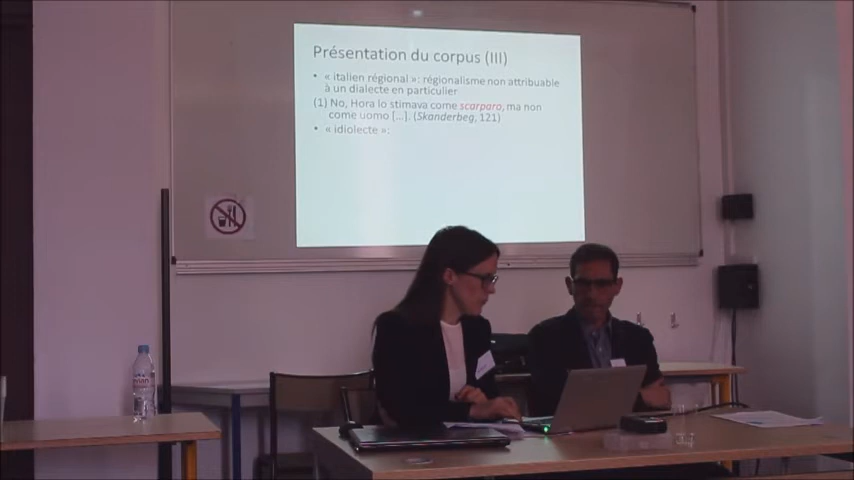 Présentation du corpus (III)
• « italien régional »: régionalisme non attribuable
à un dialecte en particulier
(1) No, Hora lo stimava come scarparo, ma non
come uomo [...]. (Skanderbeg, 121)
• « idiolecte »:
evian